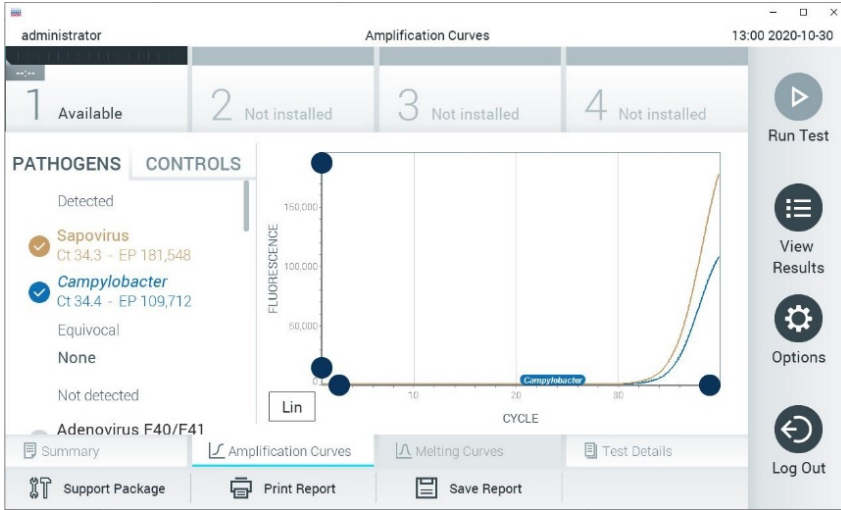 administrator
Amplification Curves
13:00 2020-10-30
--:--
1 Available
2 Not installed
3 Not installed
4 Not installed
Run Test
View
Results
Options
Log Out
PATHOGENS
CONTROLS
Detected
Sapovirus
Ct 34.3 - EP 181,548
Campylobacter
Ct 34.4 - EP 109,712
Equivocal
None
Not detected
Adenovirus F40/F41
FLUORESCENCE
150,000
100,000
50,000
0
Campylobacter
10
20
30
CYCLE
Lin
Summary
Amplification Curves
Melting Curves
Test Details
Support Package
Print Report
Save Report